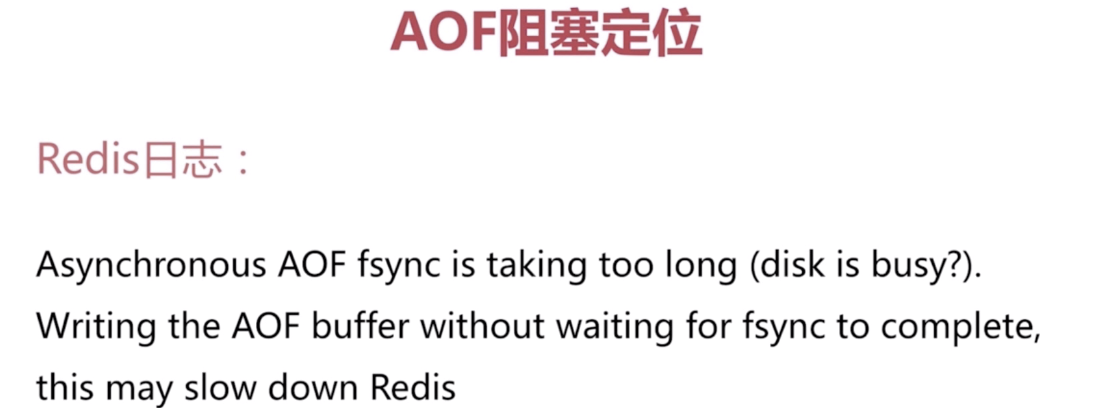 AOF阻塞定位
Redis日志：
Asynchronous AOF fsync is taking too long (disk is busy?).
Writing the AOF buffer without waiting for fsync to complete,
this may slow down Redis